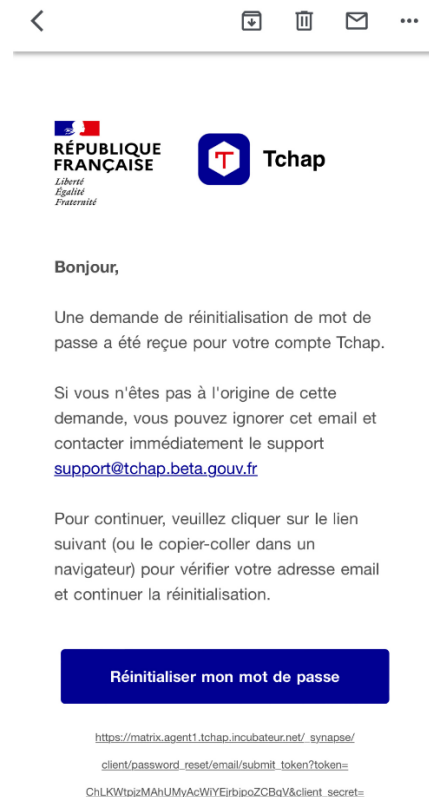 RÉPUBLIQUE
FRANÇAISE
Liberté
Égalité
Fraternité
Tchap
Bonjour,
Une demande de réinitialisation de mot de
passe a été reçue pour votre compte Tchap.
Si vous n'êtes pas à l'origine de cette
demande, vous pouvez ignorer cet email et
contacter immédiatement le support
support@tchap.beta.gouv.fr
Pour continuer, veuillez cliquer sur le lien
suivant (ou le copier-coller dans un
navigateur) pour vérifier votre adresse email
et continuer la réinitialisation.
Réinitialiser mon mot de passe
https://matrix.agent1.tchap.incubateur.net/_synapse/
client/password_reset/email/submit_token?token=
ChLKWtpjzMAhUMyAcWiYEjrbjpoZCBqV&client_secret=